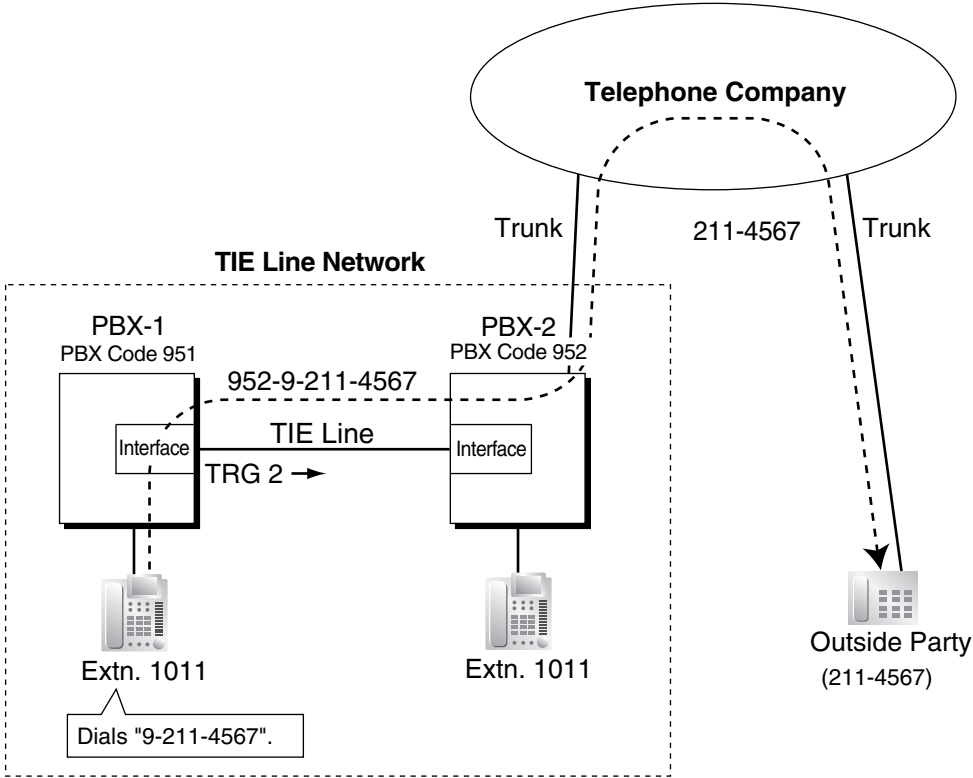 Telephone Company
Trunk
211-4567
Trunk
TIE Line Network
PBX-1
PBX Code 951
PBX-2
PBX Code 952
952-9-211-4567
Interface
TIE Line
Interface
TRG 2
Extn. 1011
Extn. 1011
Outside Party
(211-4567)
Dials "9-211-4567".